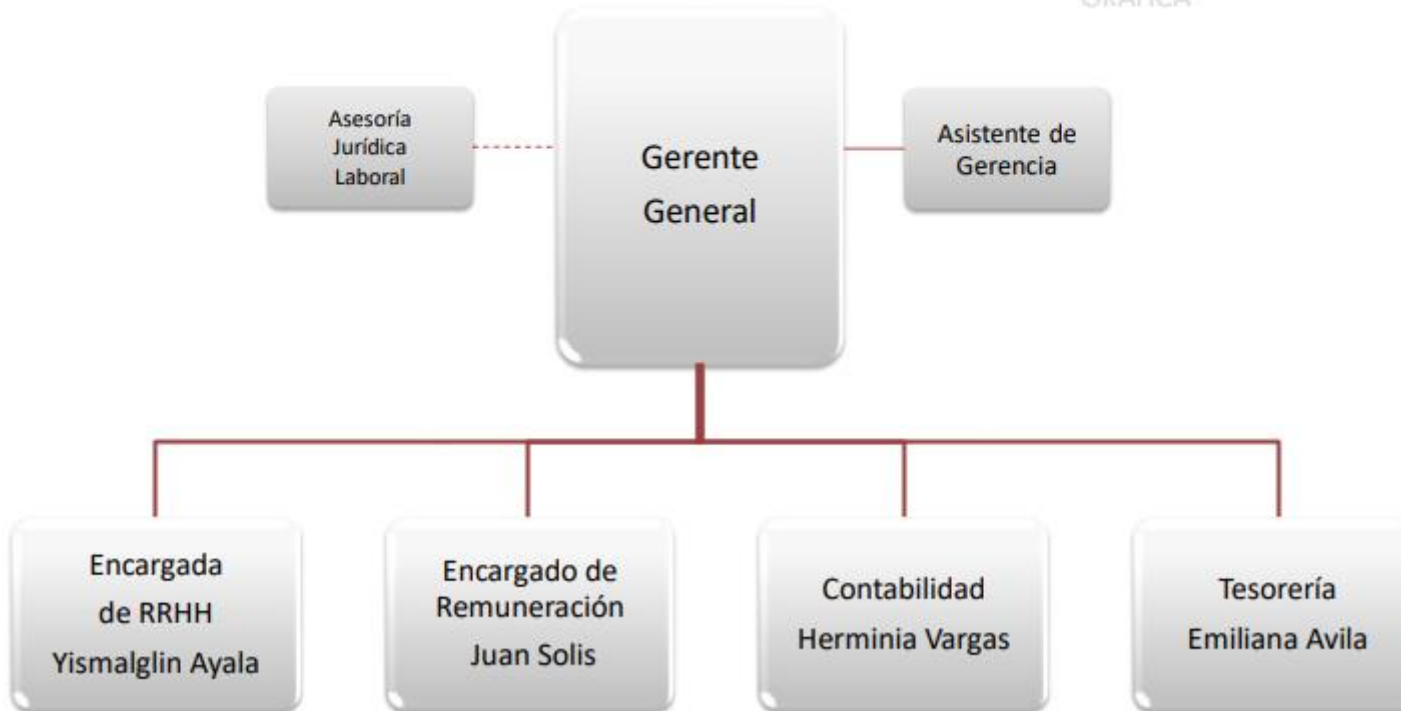 Asesoría
Jurídica
Laboral
Gerente
General
Asistente de
Gerencia
Encargada
de RRHH
Yismalglin Ayala
Encargado de
Remuneración
Juan Solis
Contabilidad
Herminia Vargas
Tesorería
Emiliana Avila